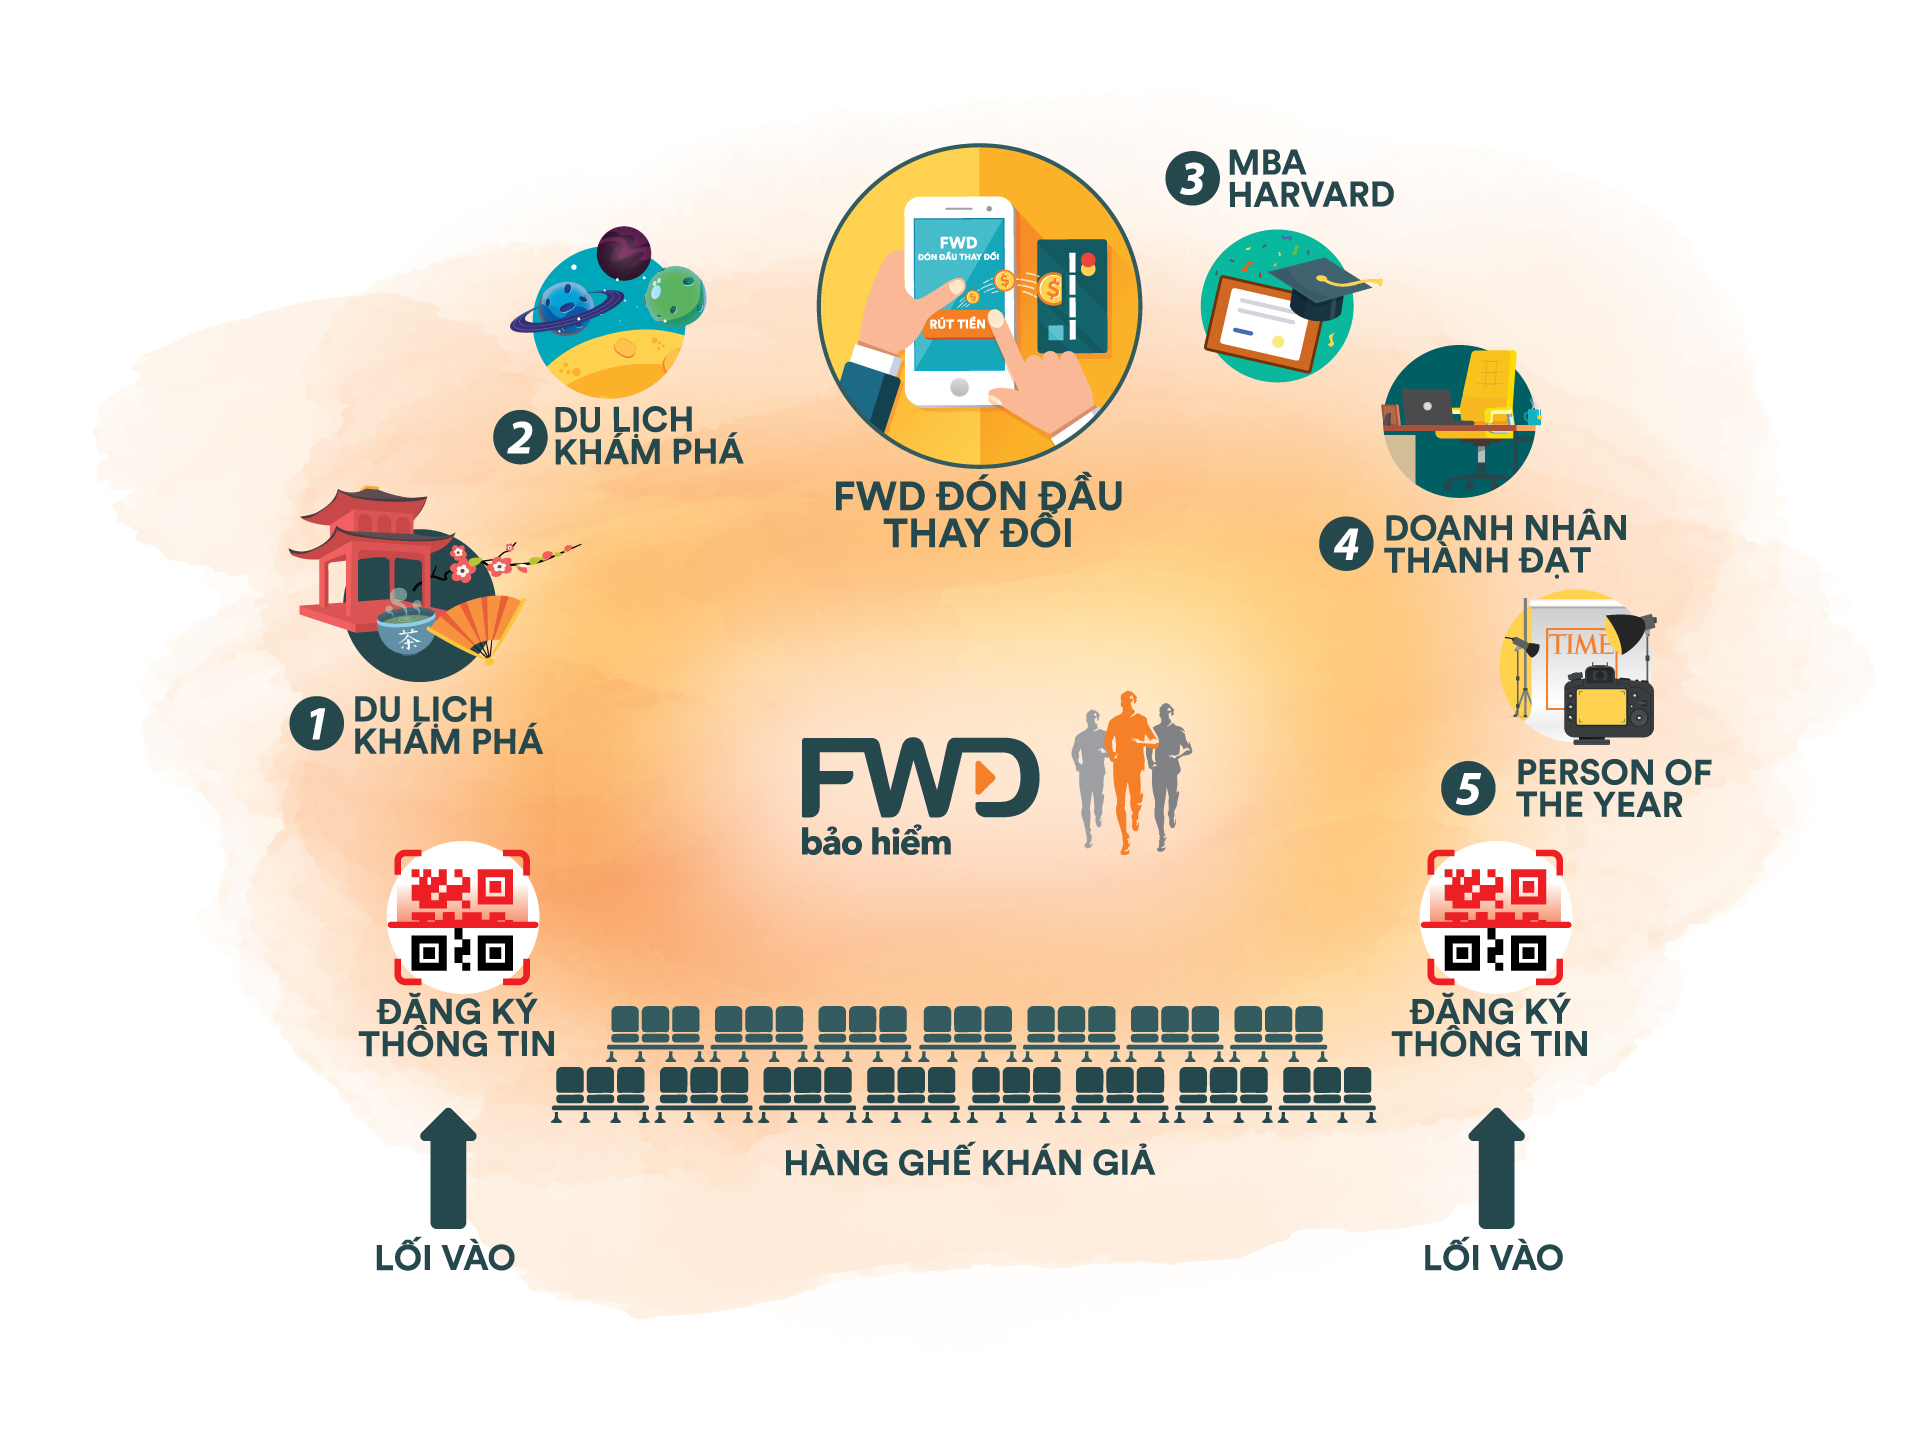 3 MBA
HARVARD
FWD
ĐÓN ĐẦU THAY ĐỔI
RÚT TIỀN
2 DU LỊCH
KHÁM PHÁ
FWD ĐÓN ĐẦU
THAY ĐỔI
4 DOANH NHÂN
THÀNH ĐẠT
茶
TIME
1 DU LỊCH
KHÁM PHÁ
FWD
bảo hiểm
5 PERSON OF
THE YEAR
ĐĂNG KÝ
THÔNG TIN
ĐĂNG KÝ
THÔNG TIN
HÀNG GHẾ KHÁN GIẢ
LỐI VÀO
LỐI VÀO